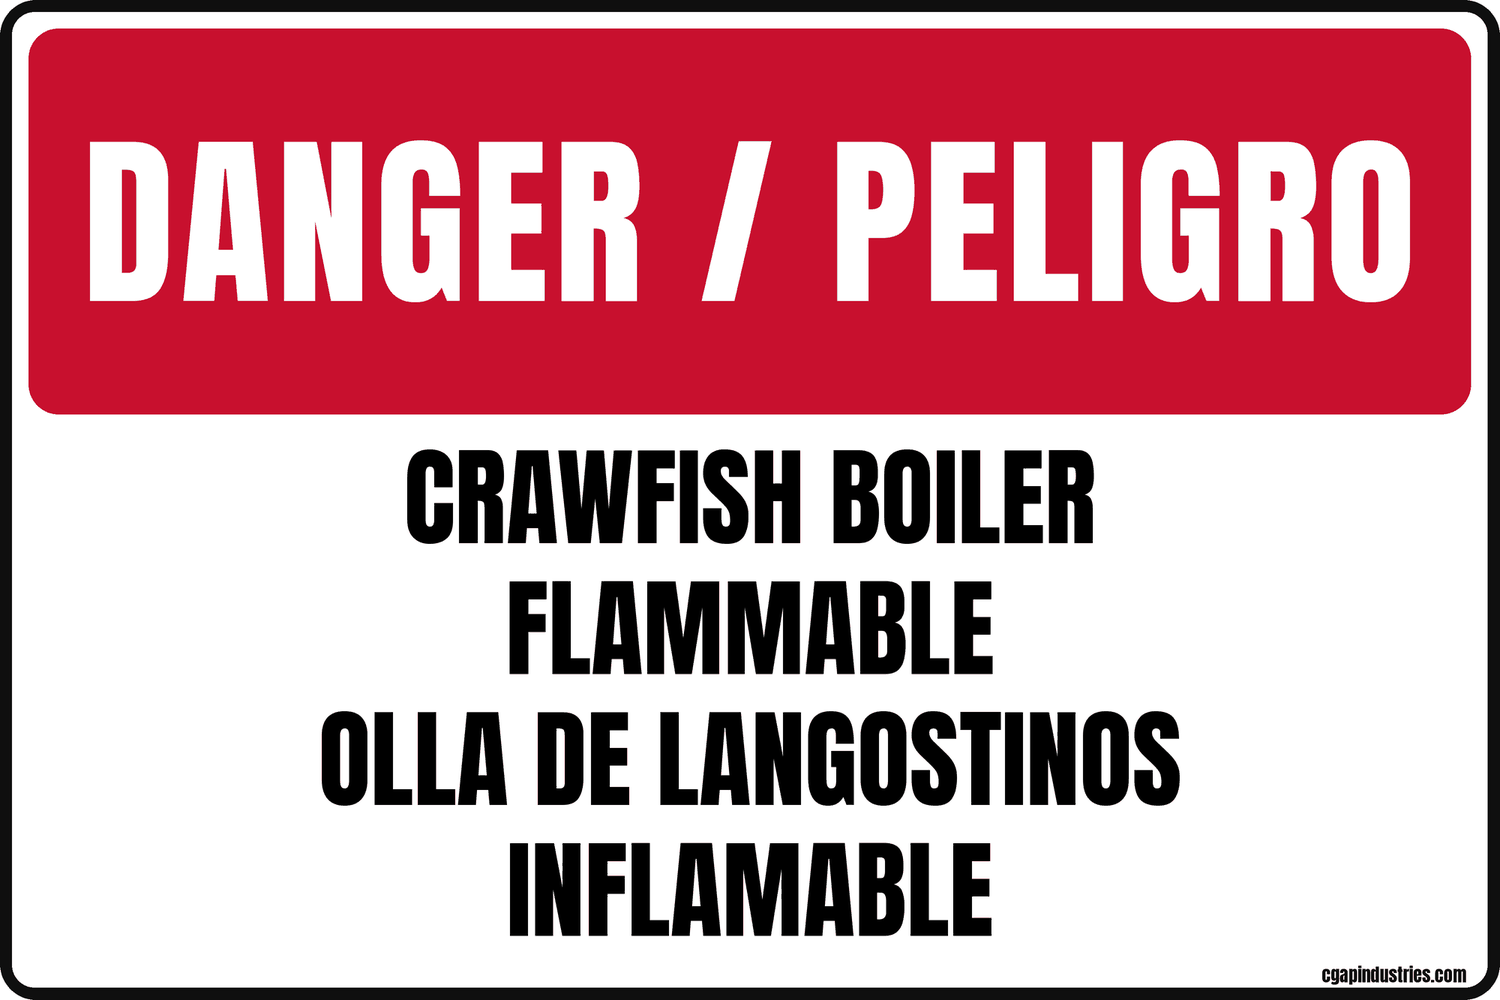 DANGER / PELIGRO
CRAWFISH BOILER
FLAMMABLE
OLLA DE LANGOSTINOS
INFLAMABLE
cgapindustries.com